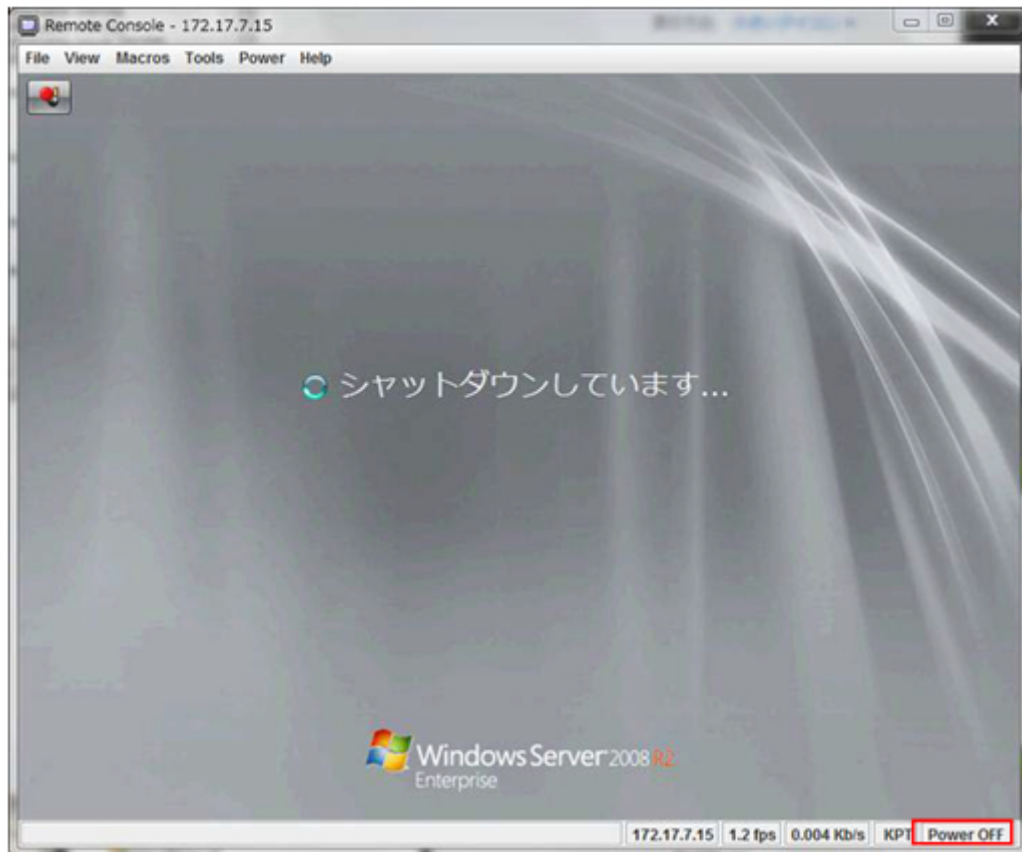 Remote Console - 172.17.7.15
File View Macros Tools Power Help
シャットダウンしています...
Windows Server 2008 R2
Enterprise
172.17.7.15 1.2 fps 0.004 Kb/s KPT Power OFF